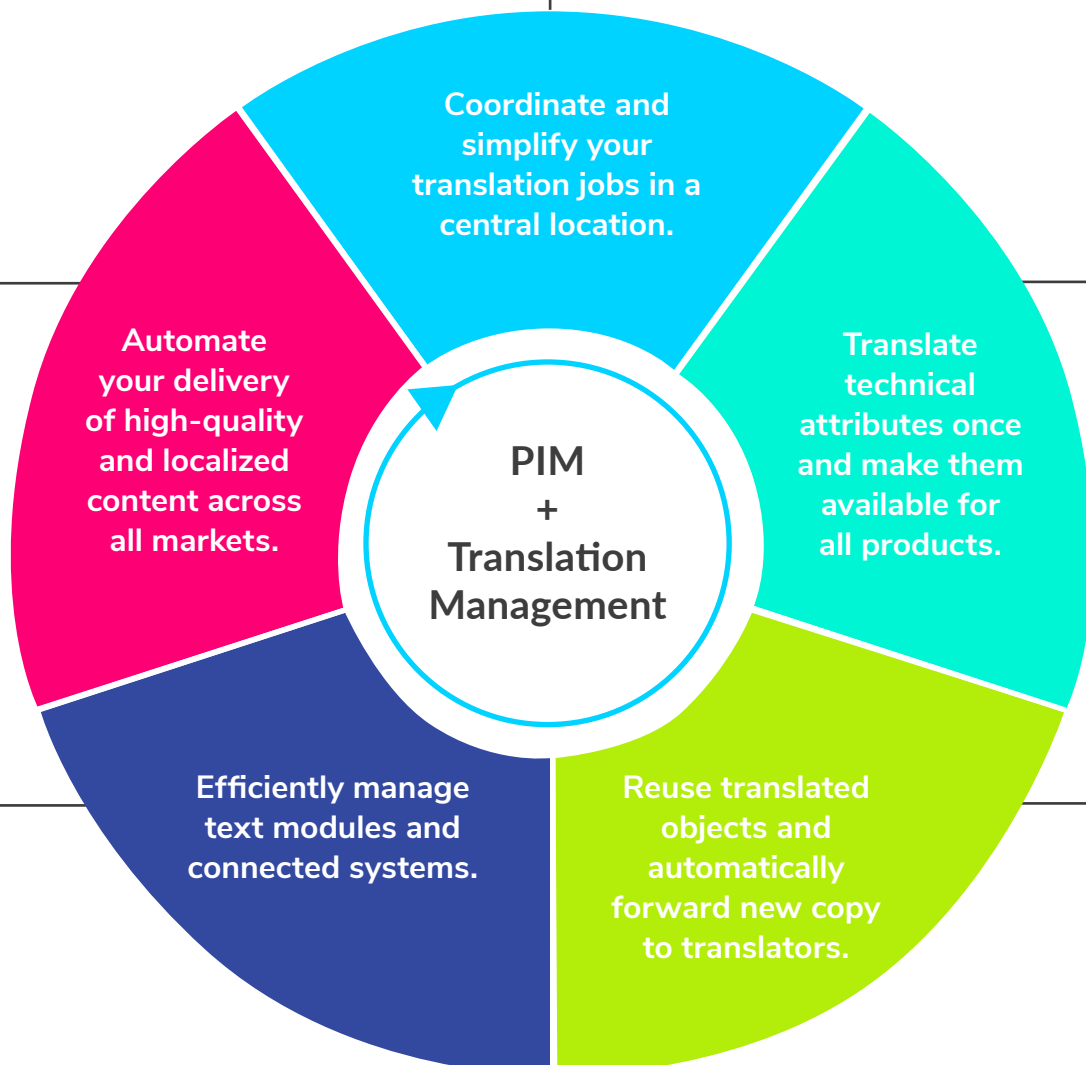 Coordinate and
simplify your
translation jobs in a
central location.
Translate
technical
attributes once
and make them
available for
all products.
Reuse translated
objects and
automatically
forward new copy
to translators.
Efficiently manage
text modules and
connected systems.
Automate
your delivery
of high-quality
and localized
content across
all markets.
PIM
+
Translation
Management